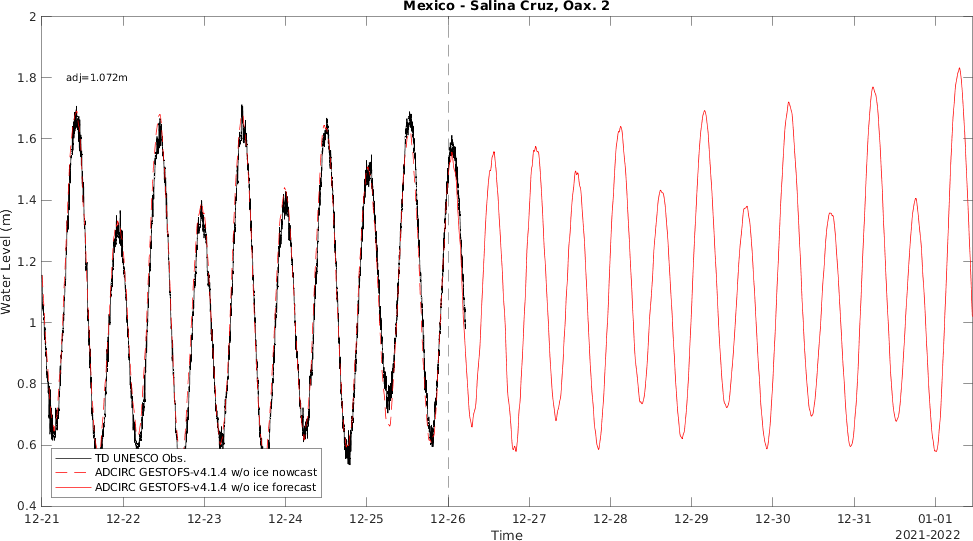 Mexico - Salina Cruz, Oax. 2
2
1.8
1.6
1.4
1.2
1
0.8
0.6
0.4
Water Level (m)
adj=1.072m
TD UNESCO Obs.
ADCIRC GESTOFS-v4.1.4 w/o ice nowcast
ADCIRC GESTOFS-v4.1.4 w/o ice forecast
12-21 12-22 12-23 12-24 12-25 12-26 12-27 12-28 12-29 12-30 12-31 01-01
Time
2021-2022